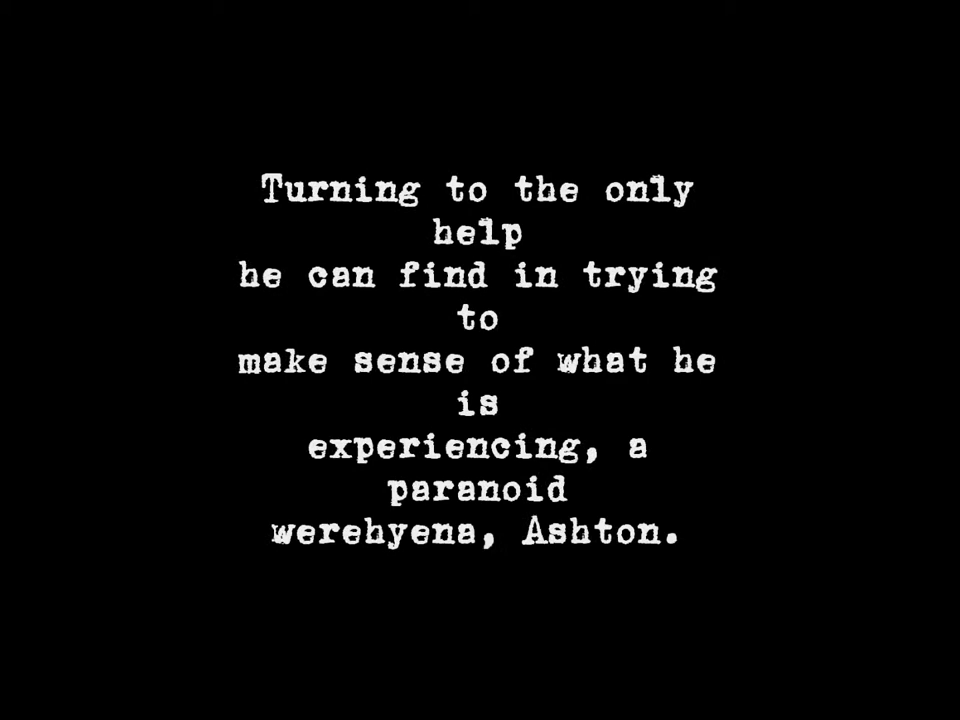 Turning to the only
help
he can find in trying
to
make sense of what he
is
experiencing, a
paranoid
werehyena, Ashton.